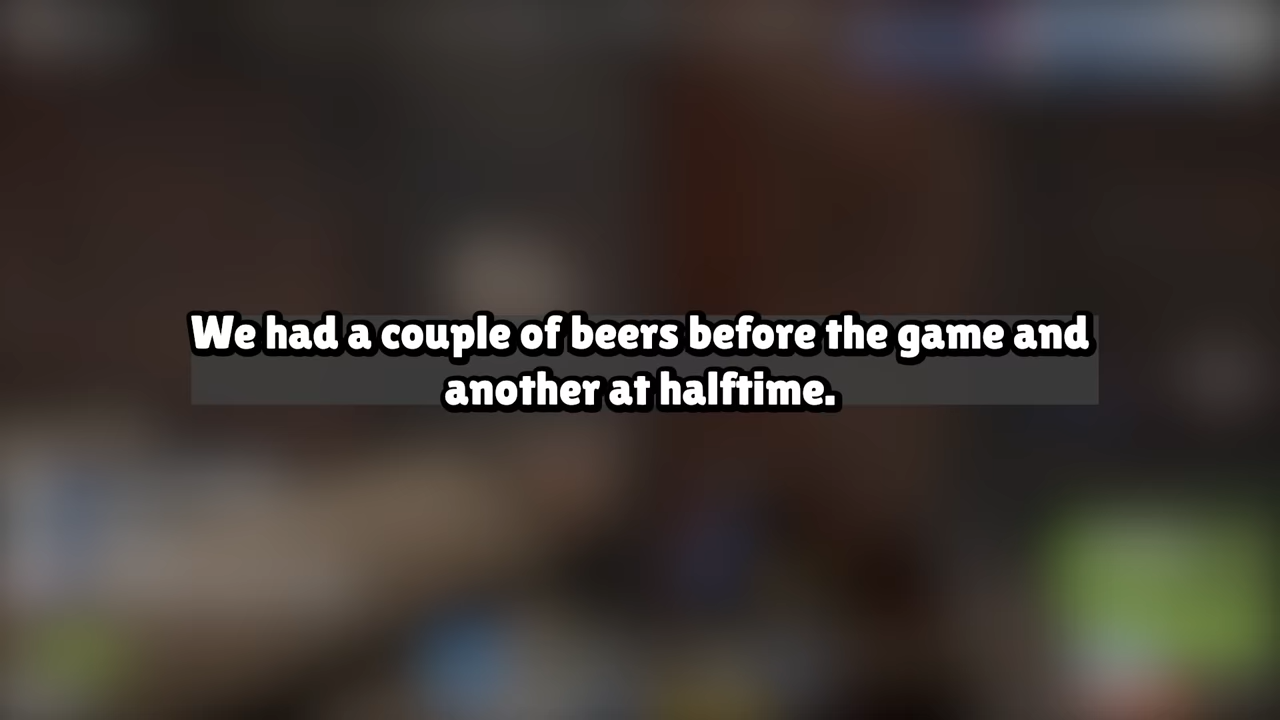 We had a couple of beers before the game and
another at halftime.